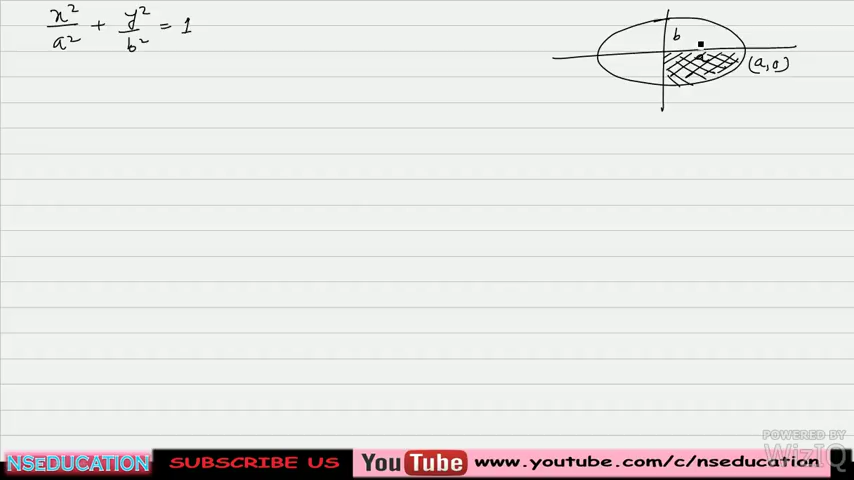 x²/a² + y²/b² = 1
b
a
(a,0)
POWERED BY
WizIQ
NSEDUCATION SUBSCRIBE US YouTube www.youtube.com/c/nseducation